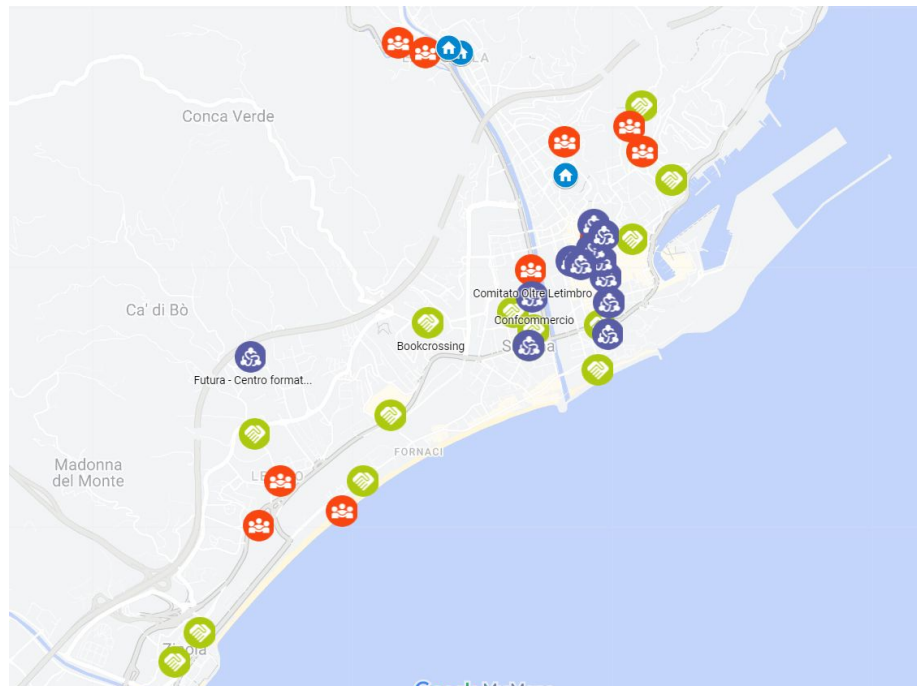 Conca Verde
Ca' di Bò
Comitato Oltre Letimbro
Confcommercio
Bookcrossing
Futura - Centro format...
FORNACI
Madonna
del Monte